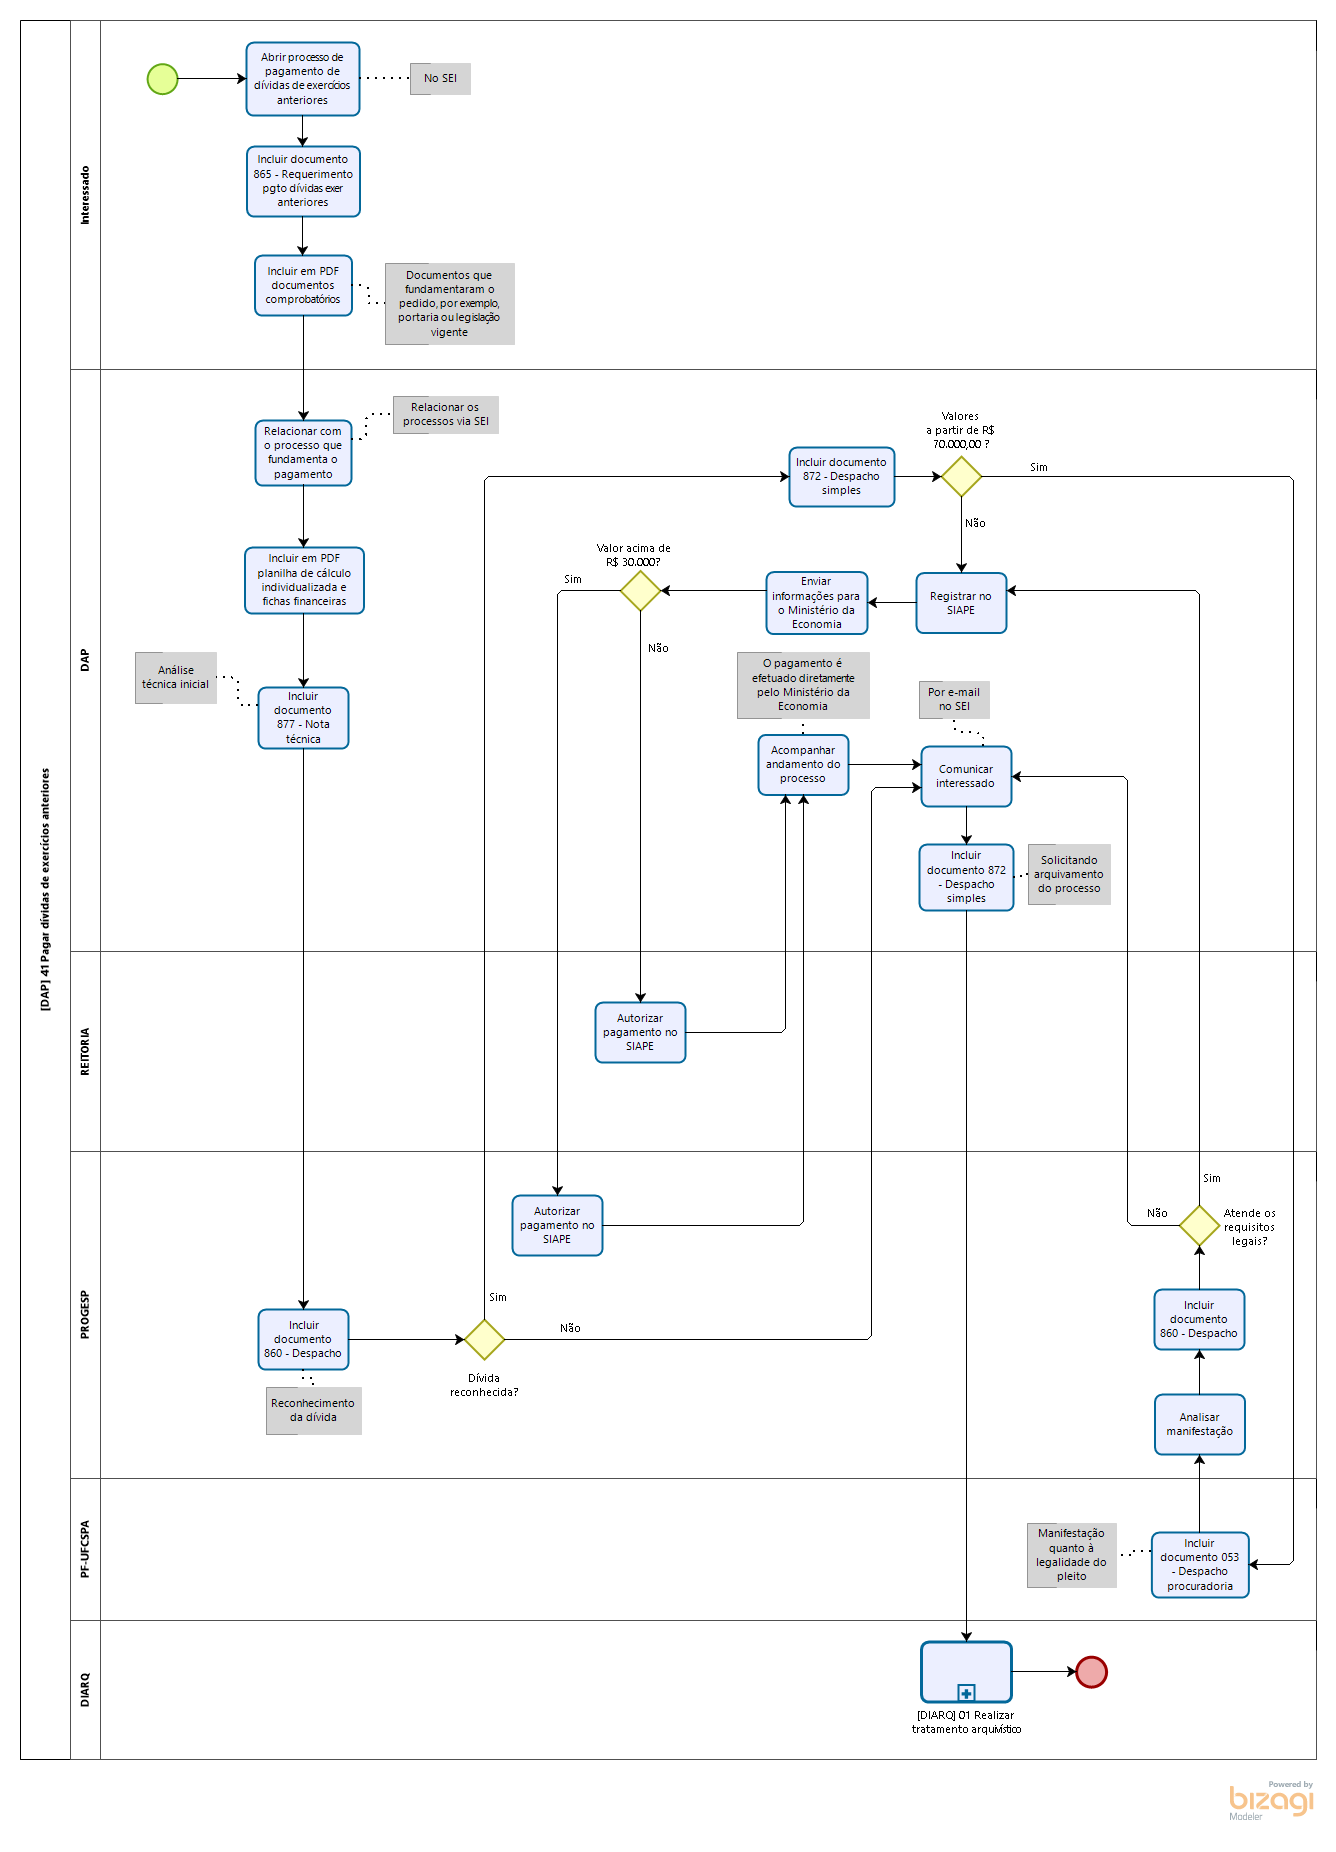 [DAP] 41 Pagar dívidas de exercícios anteriores
Interessado
Abrir processo de
pagamento de
dívidas de exercícios
anteriores
No SEI
Incluir documento
865 - Requerimento
pgto dívidas exer
anteriores
Incluir em PDF
documentos
comprobatórios
Documentos que
fundamentaram o
pedido, por exemplo,
portaria ou legislação
vigente
DAP
Relacionar os
processos via SEI
Relacionar com
o processo que
fundamenta o
pagamento
Valores
a partir de R$
70.000,00 ?
Incluir documento
872 - Despacho
simples
Sim
Não
Incluir em PDF
planilha de cálculo
individualizada e
fichas financeiras
Valor acima de
R$ 30.000?
Sim
Não
Enviar
informações para
o Ministério da
Economia
Registrar no
SIAPE
Análise
técnica inicial
Incluir
documento
877 - Nota
técnica
O pagamento é
efetuado diretamente
pelo Ministério da
Economia
Por e-mail
no SEI
Acompanhar
andamento do
processo
Comunicar
interessado
Incluir
documento 872
- Despacho
simples
Solicitando
arquivamento
do processo
REITORIA
Autorizar
pagamento no
SIAPE
PROGESP
Autorizar
pagamento no
SIAPE
Sim
Não
Atende os
requisitos
legais?
Incluir
documento
860 - Despacho
Sim
Não
Dívida
reconhecida?
Reconhecimento
da dívida
Incluir
documento
860 - Despacho
Analisar
manifestação
PF-UFCSPA
Manifestação
quanto à
legalidade do
pleito
Incluir
documento 053
- Despacho
procuradoria
DIARQ
[DIARQ] 01 Realizar
tratamento arquivístico
Powered by
bizagi
Modeler